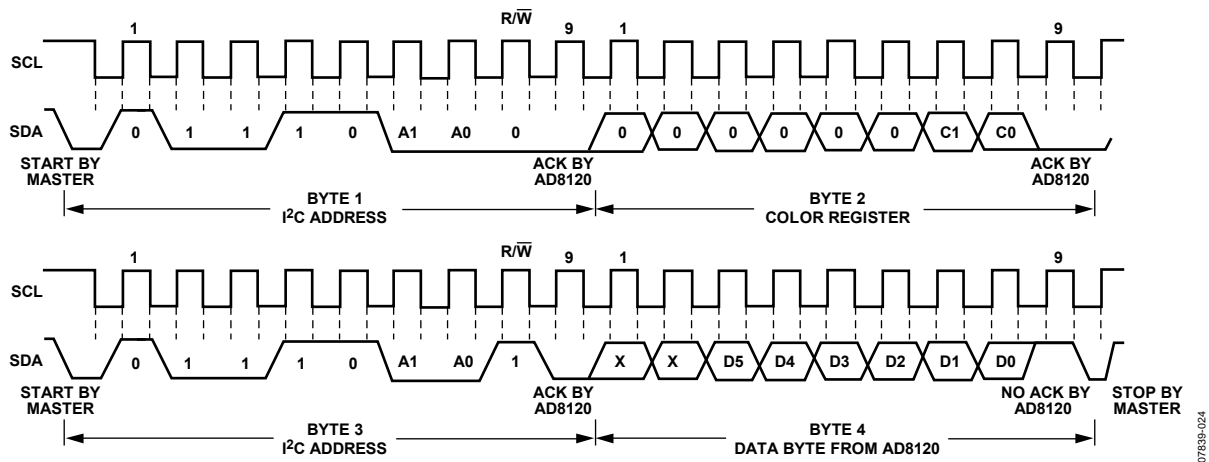 R/W
1 9 1 9
SCL
SDA 0 1 1 1 0 A1 A0 0 0 0 0 0 0 0 C1 C0
START BY
MASTER
ACK BY
AD8120
ACK BY
AD8120
BYTE 1
I²C ADDRESS
BYTE 2
COLOR REGISTER
R/W
1 9 1 9
SCL
SDA 0 1 1 1 0 A1 A0 1 X X D5 D4 D3 D2 D1 D0
START BY
MASTER
ACK BY
AD8120
NO ACK BY
AD8120
STOP BY
MASTER
BYTE 3
I²C ADDRESS
BYTE 4
DATA BYTE FROM AD8120
07839-024